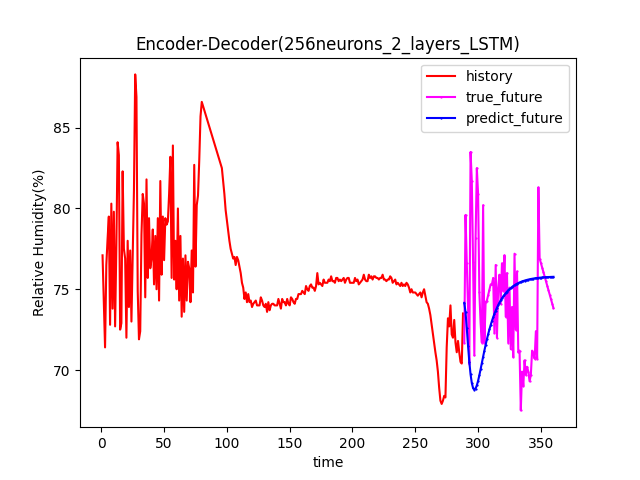 Encoder-Decoder(256neurons_2_layers_LSTM)
history
true_future
predict_future
Relative Humidity(%)
85
80
75
70
0 50 100 150 200 250 300 350
time